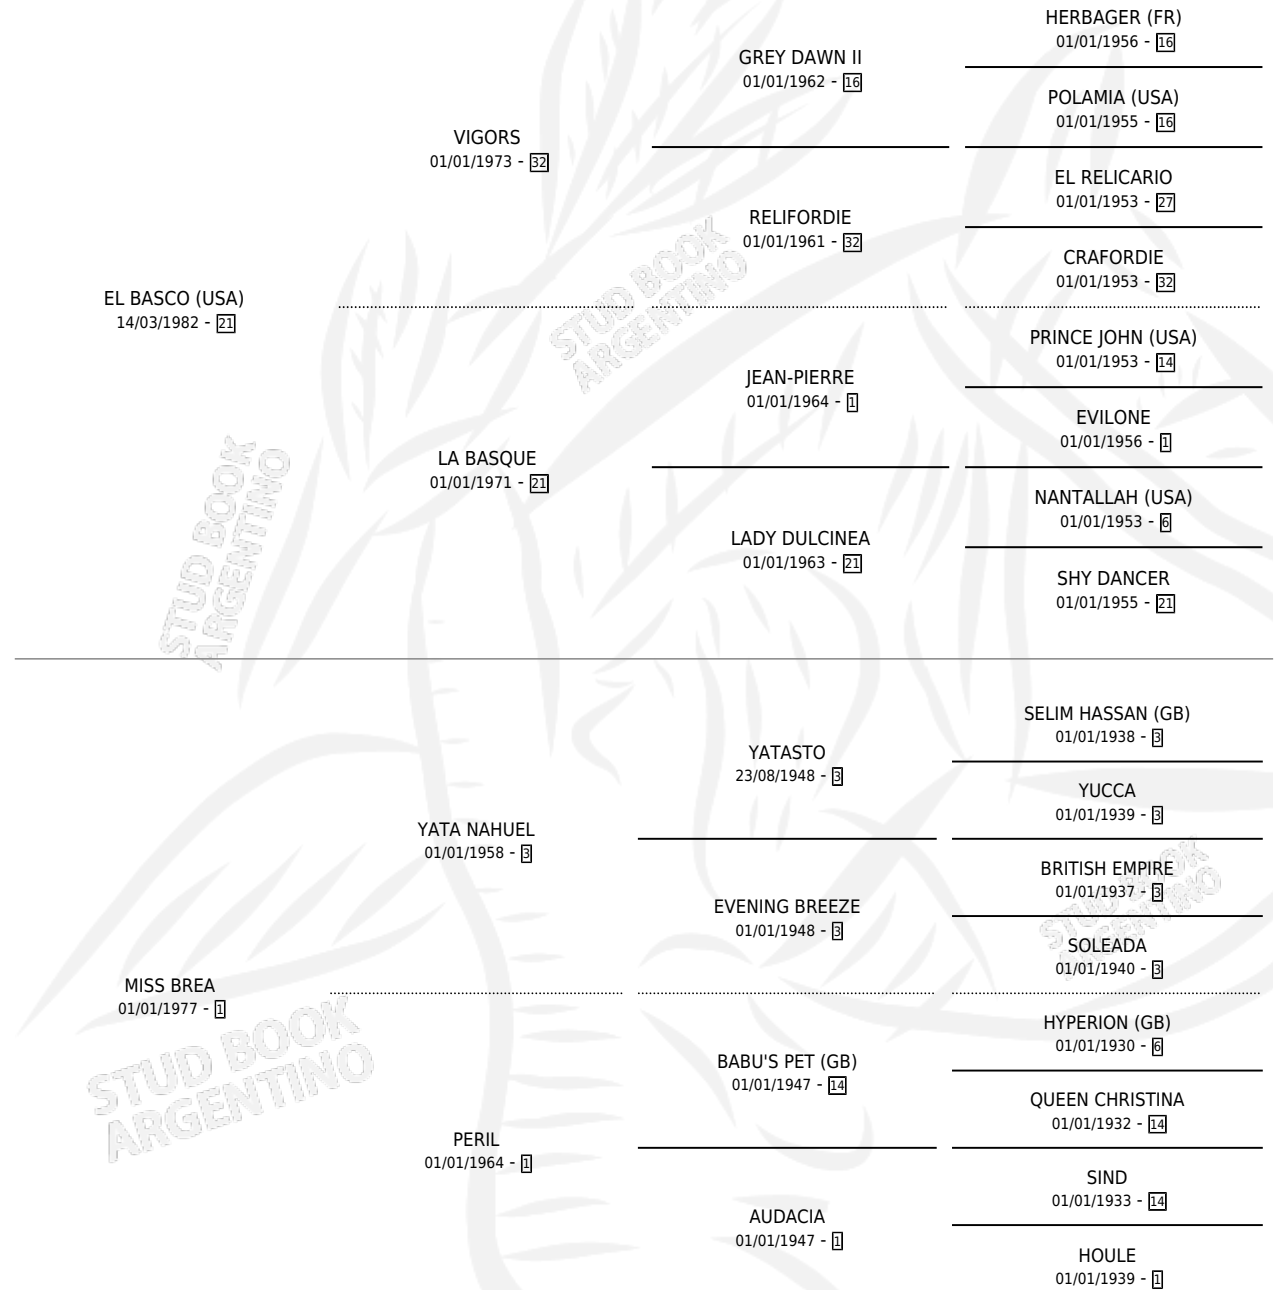 HERBAGER (FR)
01/01/1956 - 16
GREY DAWN II
01/01/1962 - 16
POLAMIA (USA)
01/01/1955 - 16
VIGORS
01/01/1973 - 32
EL RELICARIO
01/01/1953 - 27
RELIFORDIE
01/01/1961 - 32
CRAFORDIE
01/01/1953 - 32
EL BASCO (USA)
14/03/1982 - 21
STUD BOOK
ARGENTINO
PRINCE JOHN (USA)
01/01/1953 - 14
JEAN-PIERRE
01/01/1964 - 1
EVILONE
01/01/1956 - 1
LA BASQUE
01/01/1971 - 21
NANTALLAH (USA)
01/01/1953 - 6
LADY DULCINEA
01/01/1963 - 21
SHY DANCER
01/01/1955 - 21
STUD BOOK
ARGENTINO
SELIM HASSAN (GB)
01/01/1938 - 3
YATASTO
23/08/1948 - 3
YUCCA
01/01/1939 - 3
YATA NAHUEL
01/01/1958 - 3
BRITISH EMPIRE
01/01/1937 - 3
EVENING BREEZE
01/01/1948 - 3
STUD BOOK
ARGENTINO
SOLEADA
01/01/1940 - 3
MISS BREA
01/01/1977 - 1
HYPERION (GB)
01/01/1930 - 6
STUD BOOK
ARGENTINO
BABU'S PET (GB)
01/01/1947 - 14
QUEEN CHRISTINA
01/01/1932 - 14
PERIL
01/01/1964 - 1
SIND
01/01/1933 - 14
AUDACIA
01/01/1947 - 1
HOULE
01/01/1939 - 1